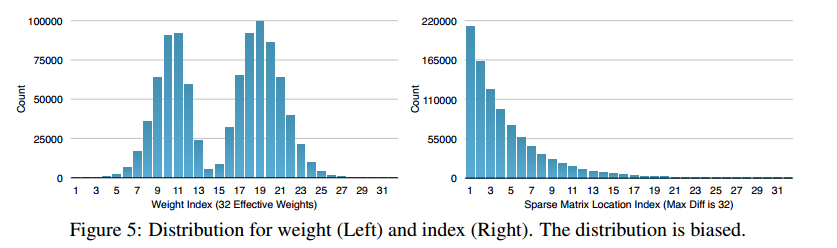 100000
75000
50000
25000
0
Count
1 3 5 7 9 11 13 15 17 19 21 23 25 27 29 31
Weight Index (32 Effective Weights)
220000
165000
110000
55000
0
Count
1 3 5 7 9 11 13 15 17 19 21 23 25 27 29 31
Sparse Matrix Location Index (Max Diff is 32)
Figure 5: Distribution for weight (Left) and index (Right). The distribution is biased.